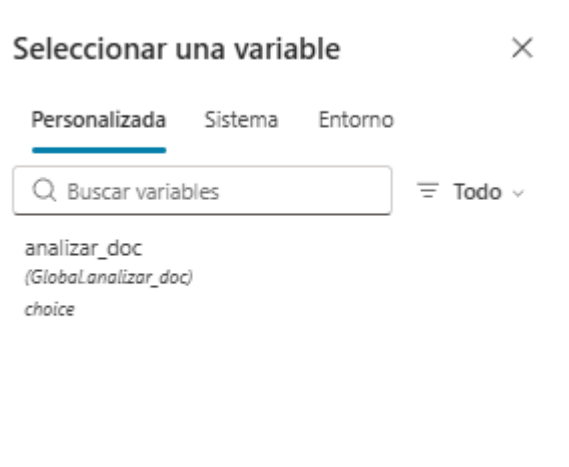 Seleccionar una variable
Personalizada Sistema Entorno
Buscar variables Todo
analizar_doc
(Global.analizar_doc)
choice